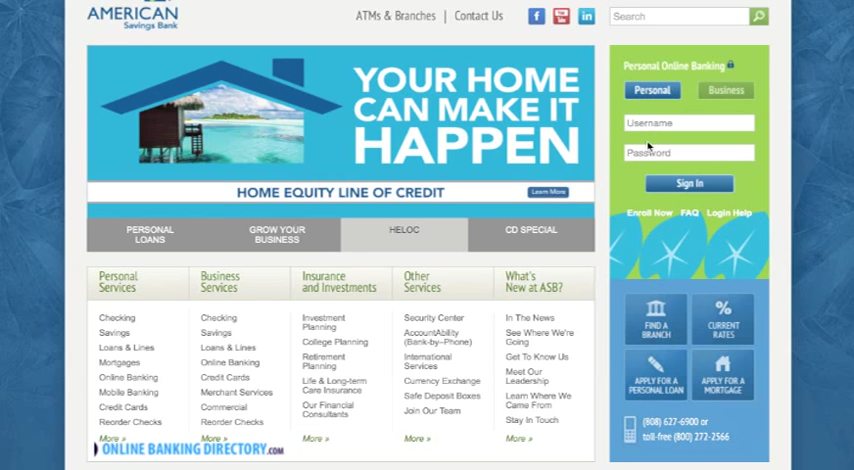 AMERICAN
Savings Bank
ATMs & Branches | Contact Us
f
You
in
Search
YOUR HOME
CAN MAKE IT
HAPPEN
HOME EQUITY LINE OF CREDIT
Learn More
PERSONAL
LOANS
GROW YOUR
BUSINESS
HELOC
CD SPECIAL
Personal Online Banking
Personal
Business
Username
Password
Sign In
Enroll Now
FAQ
Login Help
Personal
Services
Checking
Savings
Loans & Lines
Mortgages
Online Banking
Mobile Banking
Credit Cards
Reorder Checks
More »
Business
Services
Checking
Savings
Loans & Lines
Online Banking
Credit Cards
Merchant Services
Commercial
Reorder Checks
More »
Insurance
and Investments
Investment
Planning
College Planning
Retirement
Planning
Life & Long-term
Care Insurance
Our Financial
Consultants
More »
Other
Services
Security Center
AccountAbility
(Bank-by-Phone)
International
Services
Currency Exchange
Safe Deposit Boxes
Join Our Team
More »
What's
New at ASB?
In The News
See Where We're
Going
Get To Know Us
Meet Our
Leadership
Learn Where We
Came From
Stay In Touch
More »
FIND A
BRANCH
%
CURRENT
RATES
APPLY FOR A
PERSONAL LOAN
APPLY FOR A
MORTGAGE
(808) 627-6900 or
toll-free (800) 272-2566
ONLINE BANKING DIRECTORY.COM